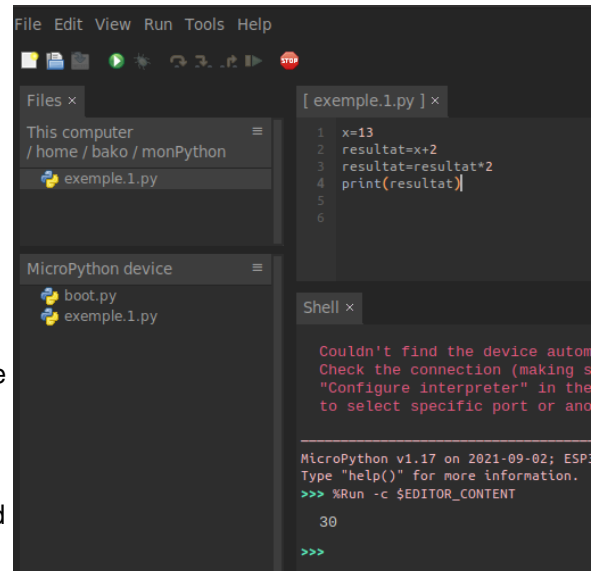 File Edit View Run Tools Help
STOP
Files ×
This computer
/ home / bako / monPython
exemple.1.py
MicroPython device
boot.py
exemple.1.py
[ exemple.1.py ] ×
1 x=13
2 resultat=x+2
3 resultat=resultat*2
4 print(resultat)
5
6
Shell ×
Couldn't find the device autom
Check the connection (making s
"Configure interpreter" in the
to select specific port or ano
MicroPython v1.17 on 2021-09-02; ESP3
Type "help()" for more information.
>>> %Run -c $EDITOR_CONTENT
30
>>>
e